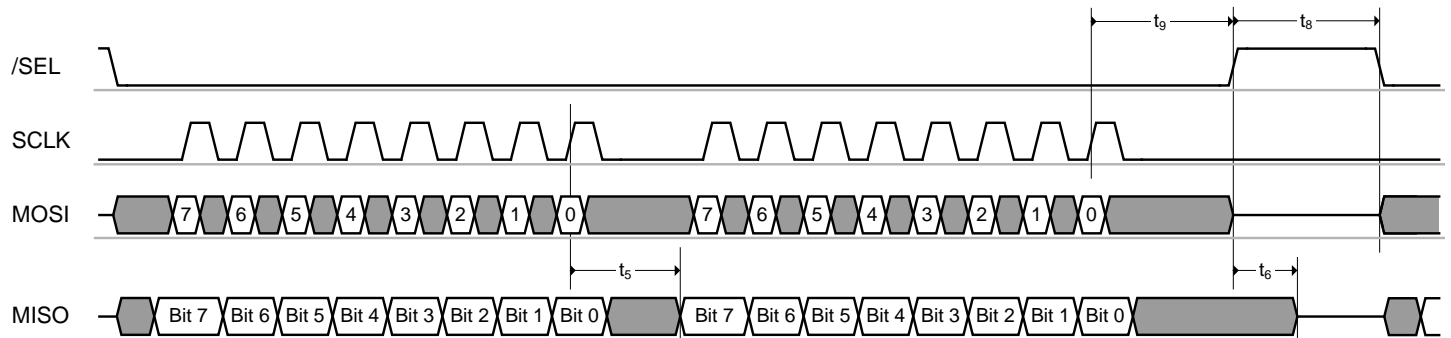 t9 t8
/SEL
SCLK
MOSI 7 6 5 4 3 2 1 0 7 6 5 4 3 2 1 0
t5 t6
MISO Bit 7 Bit 6 Bit 5 Bit 4 Bit 3 Bit 2 Bit 1 Bit 0 Bit 7 Bit 6 Bit 5 Bit 4 Bit 3 Bit 2 Bit 1 Bit 0